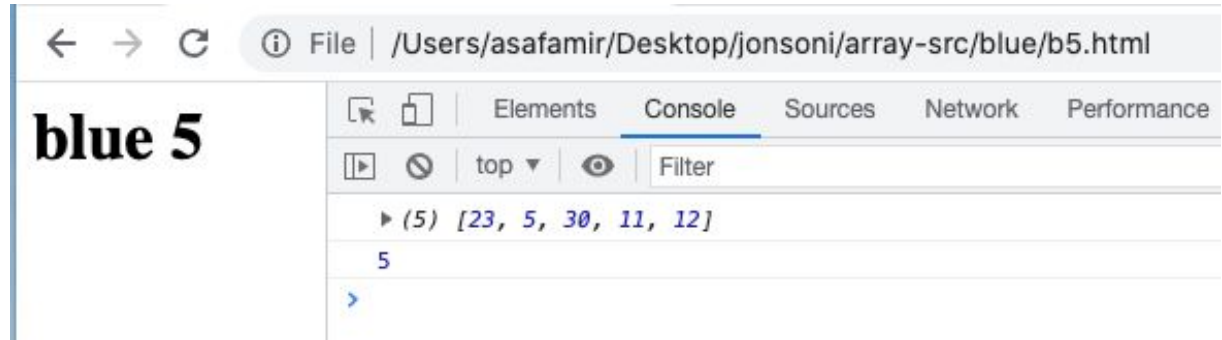 File | /Users/asafamir/Desktop/jonsoni/array-src/blue/b5.html
blue 5
Elements Console Sources Network Performance
top ▼ Filter
(5) [23, 5, 30, 11, 12]
5
>